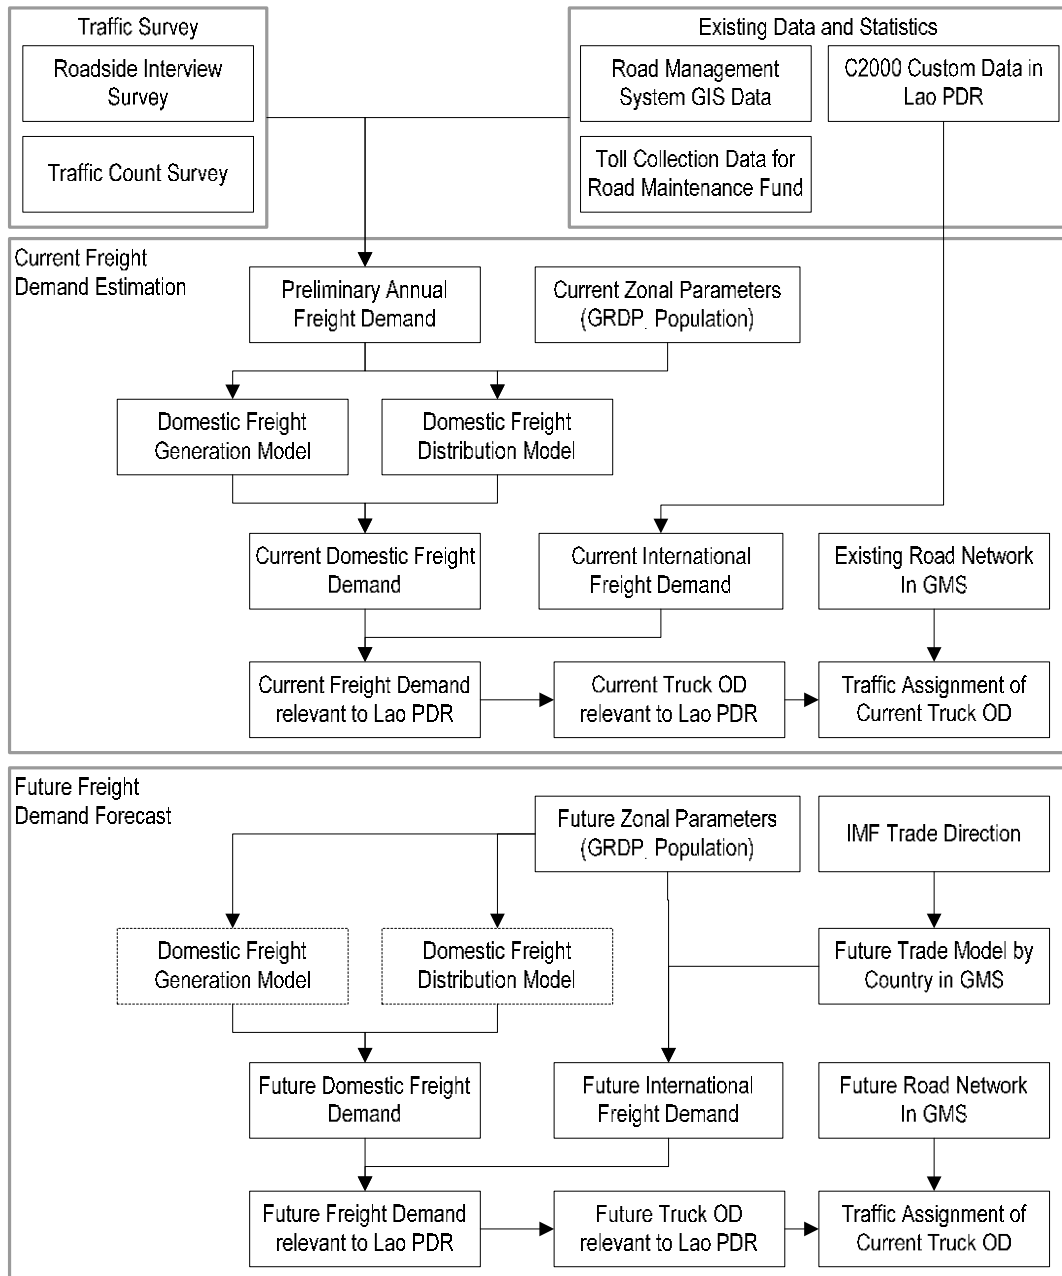 Traffic Survey
Roadside Interview
Survey
Traffic Count Survey
Existing Data and Statistics
Road Management
System GIS Data
C2000 Custom Data in
Lao PDR
Toll Collection Data for
Road Maintenance Fund
Current Freight
Demand Estimation
Preliminary Annual
Freight Demand
Current Zonal Parameters
(GRDP, Population)
Domestic Freight
Generation Model
Domestic Freight
Distribution Model
Current Domestic Freight
Demand
Current International
Freight Demand
Existing Road Network
In GMS
Current Freight Demand
relevant to Lao PDR
Current Truck OD
relevant to Lao PDR
Traffic Assignment of
Current Truck OD
Future Freight
Demand Forecast
Future Zonal Parameters
(GRDP, Population)
IMF Trade Direction
Domestic Freight
Generation Model
Domestic Freight
Distribution Model
Future Trade Model by
Country in GMS
Future Domestic Freight
Demand
Future International
Freight Demand
Future Road Network
In GMS
Future Freight Demand
relevant to Lao PDR
Future Truck OD
relevant to Lao PDR
Traffic Assignment of
Current Truck OD